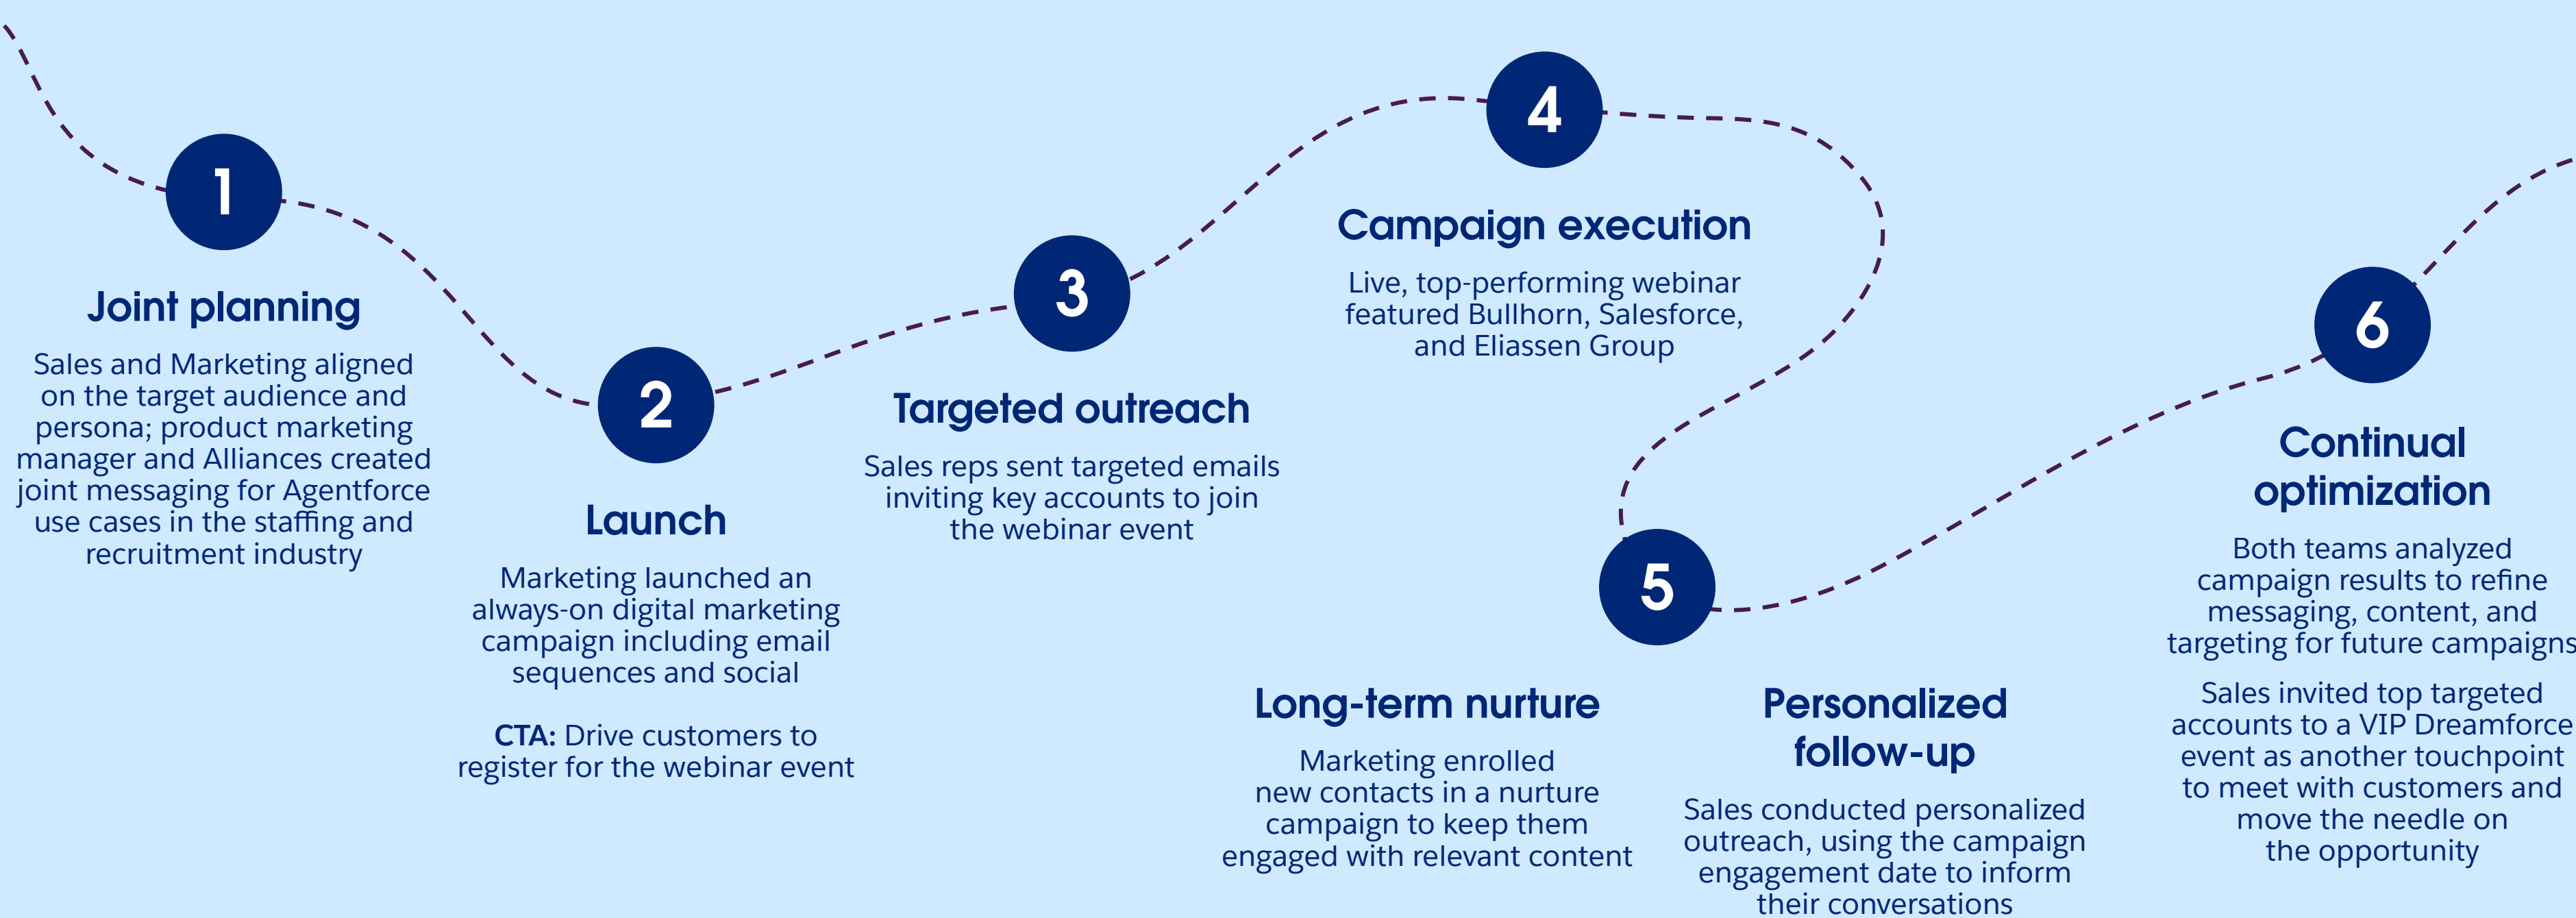 1
Joint planning
Sales and Marketing aligned
on the target audience and
persona; product marketing
manager and Alliances created
joint messaging for Agentforce
use cases in the staffing and
recruitment industry
2
Launch
Marketing launched an
always-on digital marketing
campaign including email
sequences and social
CTA: Drive customers to
register for the webinar event
3
Targeted outreach
Sales reps sent targeted emails
inviting key accounts to join
the webinar event
4
Campaign execution
Live, top-performing webinar
featured Bullhorn, Salesforce,
and Eliassen Group
5
Long-term nurture
Marketing enrolled
new contacts in a nurture
campaign to keep them
engaged with relevant content
Personalized
follow-up
Sales conducted personalized
outreach, using the campaign
engagement date to inform
their conversations
6
Continual
optimization
Both teams analyzed
campaign results to refine
messaging, content, and
targeting for future campaigns
Sales invited top targeted
accounts to a VIP Dreamforce
event as another touchpoint
to meet with customers and
move the needle on
the opportunity